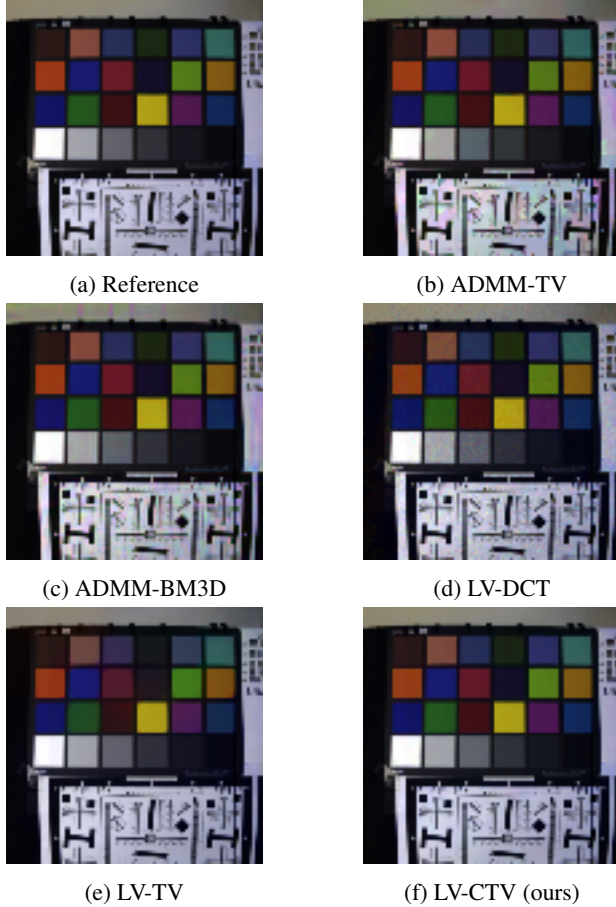 (a) Reference
(b) ADMM-TV
(c) ADMM-BM3D
(d) LV-DCT
(e) LV-TV
(f) LV-CTV (ours)